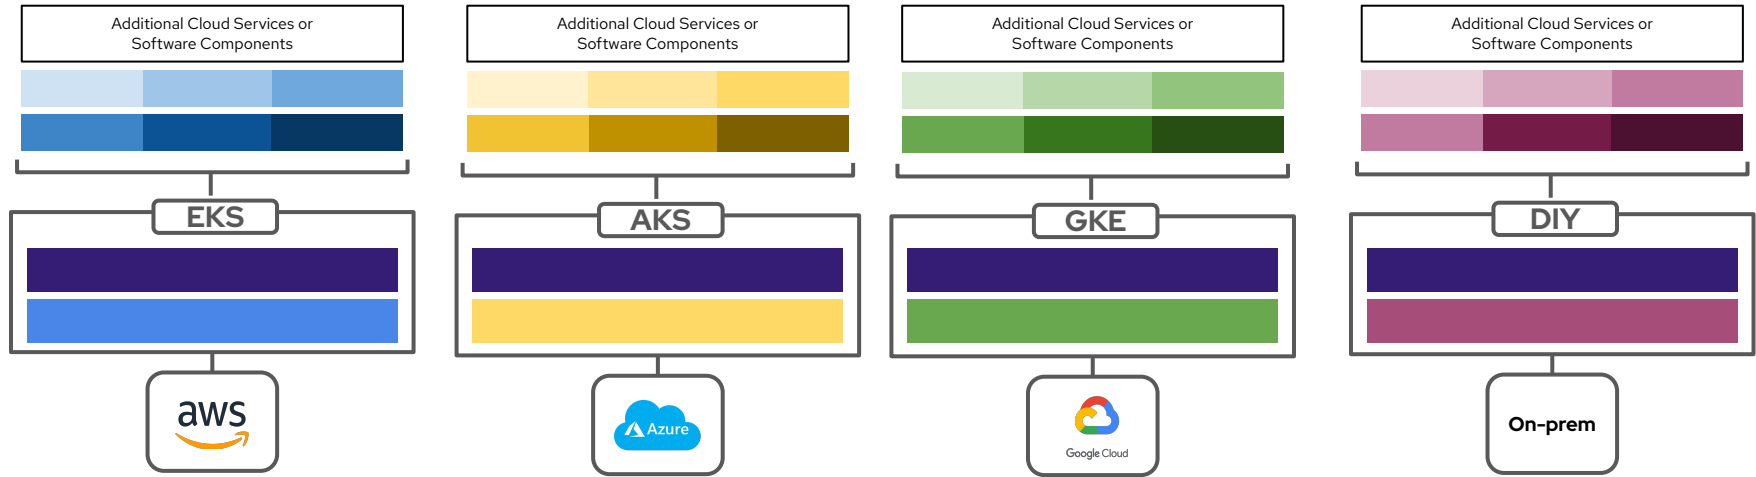 Additional Cloud Services or
Software Components
Additional Cloud Services or
Software Components
Additional Cloud Services or
Software Components
Additional Cloud Services or
Software Components
EKS
AKS
GKE
DIY
aws
Azure
Google Cloud
On-prem